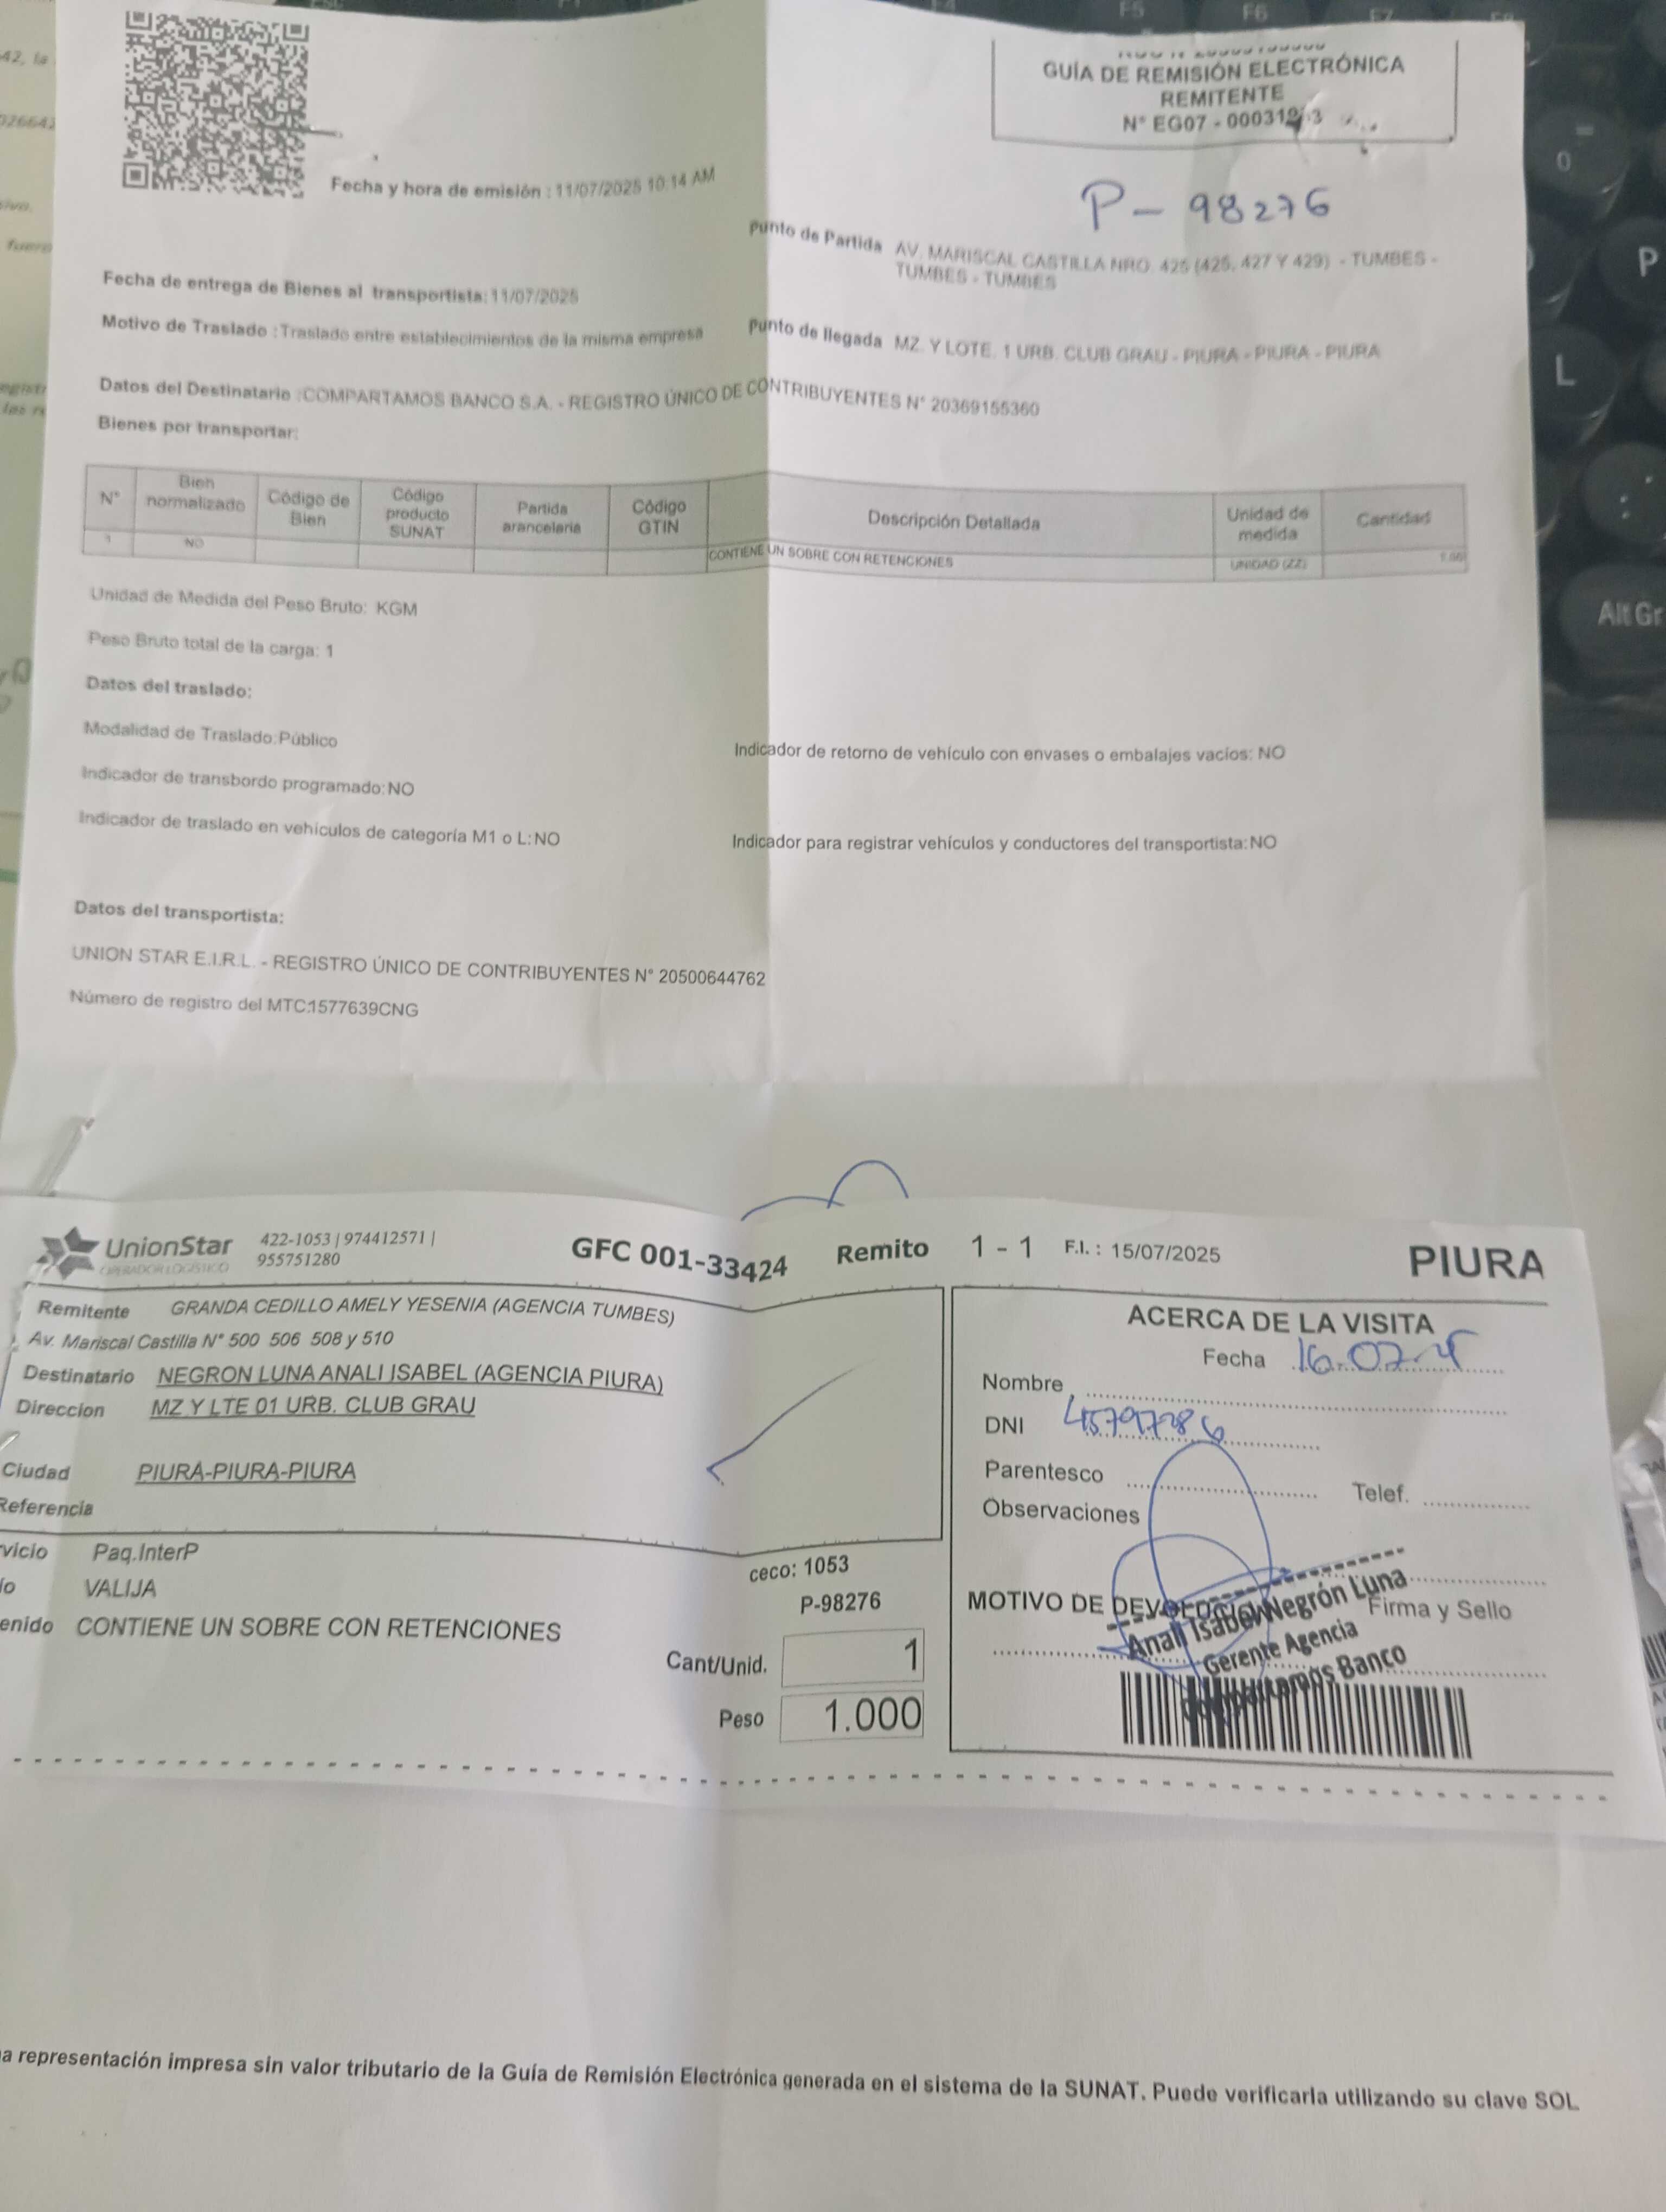 GUÍA DE REMISIÓN ELECTRÓNICA
REMITENTE
N° EG07 -
P - 98276
Fecha y hora de emisión : 11/07/2025 10:14 AM
Punto de Partida AV. MARISCAL CASTILLA NRO. 425 (425, 427 Y 429) - TUMBES -
TUMBES - TUMBES
Fecha de entrega de Bienes al transportista: 11/07/2025
Motivo de Traslado : Traslado entre establecimientos de la misma empresa
Punto de llegada MZ. Y LOTE. 1 URB. CLUB GRAU - PIURA - PIURA - PIURA
Datos del Destinatario : COMPARTAMOS BANCO S.A. - REGISTRO ÚNICO DE CONTRIBUYENTES N° 20369155360
Bienes por transportar:
N° Bien normalizado Código de Bien Código producto SUNAT Partida arancelaria Código GTIN Descripción Detallada Unidad de medida Cantidad
1 NO CONTIENE UN SOBRE CON RETENCIONES UNIDAD (ZZ)
Unidad de Medida del Peso Bruto: KGM
Peso Bruto total de la carga: 1
Datos del traslado:
Modalidad de Traslado:Público
Indicador de retorno de vehículo con envases o embalajes vacíos: NO
Indicador de transbordo programado:NO
Indicador de traslado en vehículos de categoría M1 o L:NO
Indicador para registrar vehículos y conductores del transportista:NO
Datos del transportista:
UNION STAR E.I.R.L. - REGISTRO ÚNICO DE CONTRIBUYENTES N° 20500644762
Número de registro del MTC:1577639CNG
UnionStar
OPERADOR LOGÍSTICO
422-1053 | 974412571 |
955751280
GFC 001-33424
Remito 1 - 1 F.I. : 15/07/2025
PIURA
Remitente GRANDA CEDILLO AMELY YESENIA (AGENCIA TUMBES)
Av. Mariscal Castilla N° 500 506 508 y 510
Destinatario NEGRON LUNA ANALI ISABEL (AGENCIA PIURA)
Direccion MZ Y LTE 01 URB. CLUB GRAU
Ciudad PIURA-PIURA-PIURA
Referencia
vicio Paq.InterP
VALIJA
enido CONTIENE UN SOBRE CON RETENCIONES
ceco: 1053
P-98276
Cant/Unid. 1
Peso 1.000
ACERCA DE LA VISITA
Fecha
Nombre
DNI 45797286
Parentesco
Telef.
Observaciones
MOTIVO DE
Firma y Sello
Anali Isabel Negrón Luna
Gerente Agencia
Compartamos Banco
a representación impresa sin valor tributario de la Guía de Remisión Electrónica generada en el sistema de la SUNAT. Puede verificarla utilizando su clave SOL